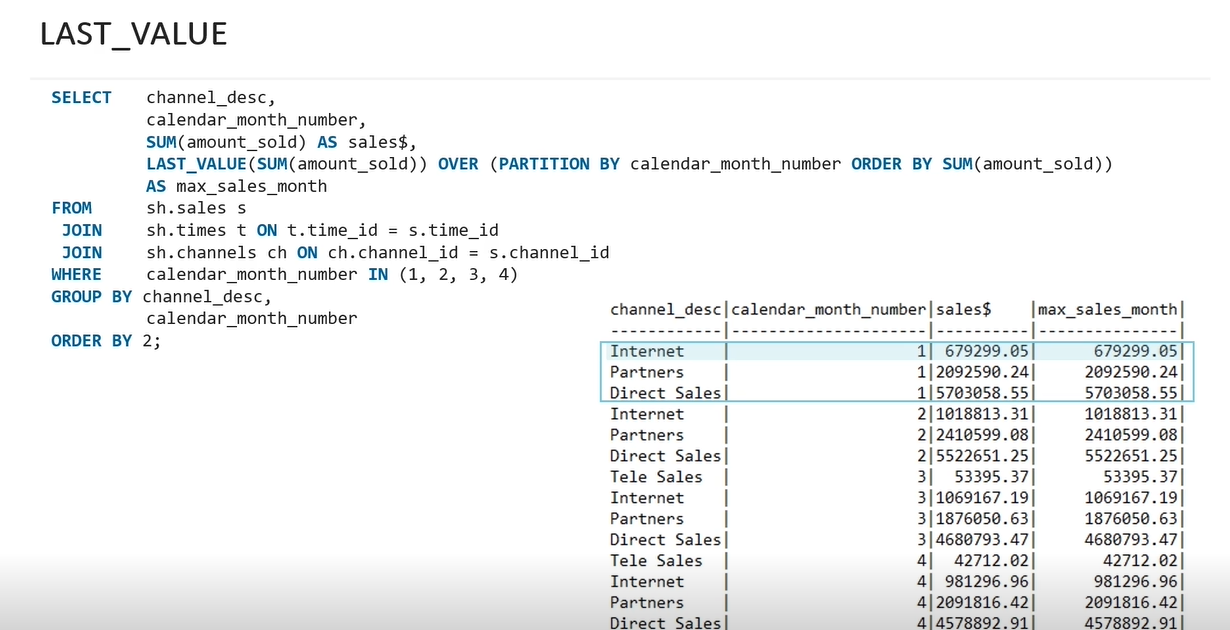 LAST_VALUE
SELECT channel_desc,
calendar_month_number,
SUM(amount_sold) AS sales$,
LAST_VALUE(SUM(amount_sold)) OVER (PARTITION BY calendar_month_number ORDER BY SUM(amount_sold))
AS max_sales_month
FROM sh.sales s
JOIN sh.times t ON t.time_id = s.time_id
JOIN sh.channels ch ON ch.channel_id = s.channel_id
WHERE calendar_month_number IN (1, 2, 3, 4)
GROUP BY channel_desc,
calendar_month_number
ORDER BY 2;
channel_desc|calendar_month_number|sales$    |max_sales_month|
------------|---------------------|----------|---------------|
Internet    |                    1| 679299.05|      679299.05|
Partners    |                    1|2092590.24|     2092590.24|
Direct Sales|                    1|5703058.55|     5703058.55|
Internet    |                    2|1018813.31|     1018813.31|
Partners    |                    2|2410599.08|     2410599.08|
Direct Sales|                    2|5522651.25|     5522651.25|
Tele Sales  |                    3|  53395.37|       53395.37|
Internet    |                    3|1069167.19|     1069167.19|
Partners    |                    3|1876050.63|     1876050.63|
Direct Sales|                    3|4680793.47|     4680793.47|
Tele Sales  |                    4|  42712.02|       42712.02|
Internet    |                    4| 981296.96|      981296.96|
Partners    |                    4|2091816.42|     2091816.42|
Direct Sales|                    4|4578892.91|     4578892.91|